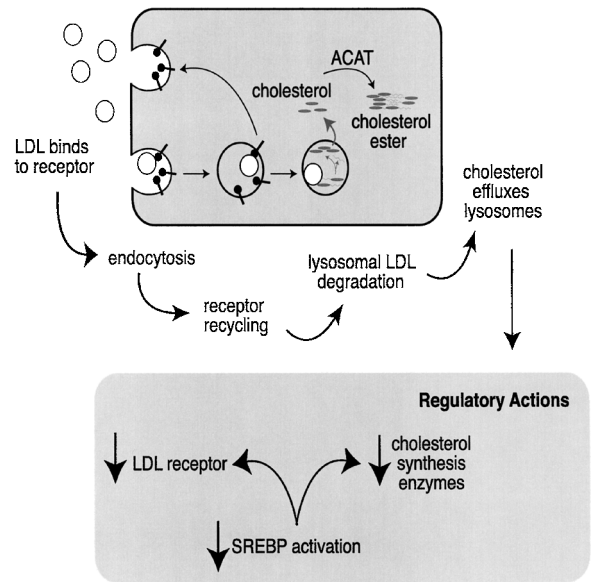 ACAT
cholesterol
cholesterol
ester
LDL binds
to receptor
cholesterol
effluxes
lysosomes
endocytosis
lysosomal LDL
degradation
receptor
recycling
Regulatory Actions
LDL receptor
cholesterol
synthesis
enzymes
SREBP activation